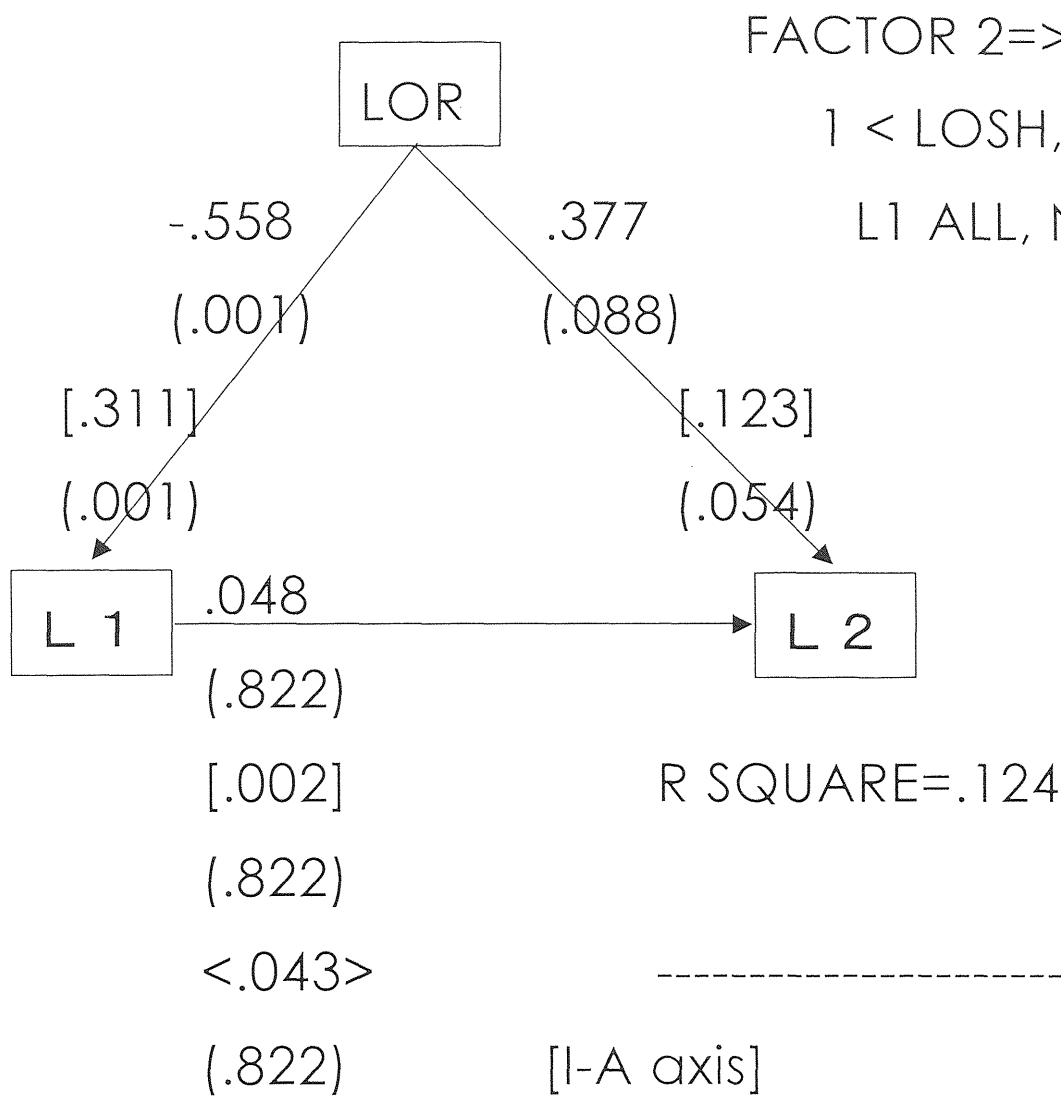 FACTOR 2=>
LOR
1 < LOSH,
-.558 .377
L1 ALL,
(.001) (.088)
[.311] [.123]
(.001) (.054)
.048
L 1 L 2
(.822)
[.002] R SQUARE=.124
(.822)
<.043> -----------------------
(.822) [I-A axis]